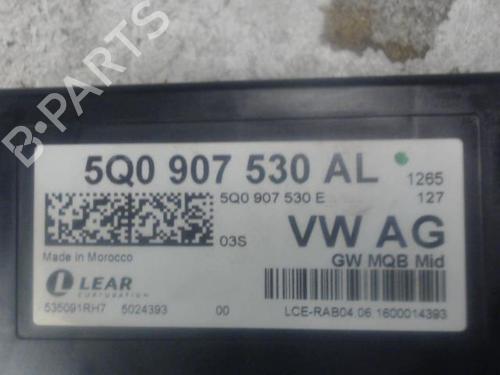 B-PARTS
5Q0 907 530 AL
1265
5Q0 907 530 E
127
03S
VW AG
Made in Morocco
GW MQB Mid
LEAR
CORPORATION
535091RH7 5024393 00
LCE-RAB04.06.1600014393